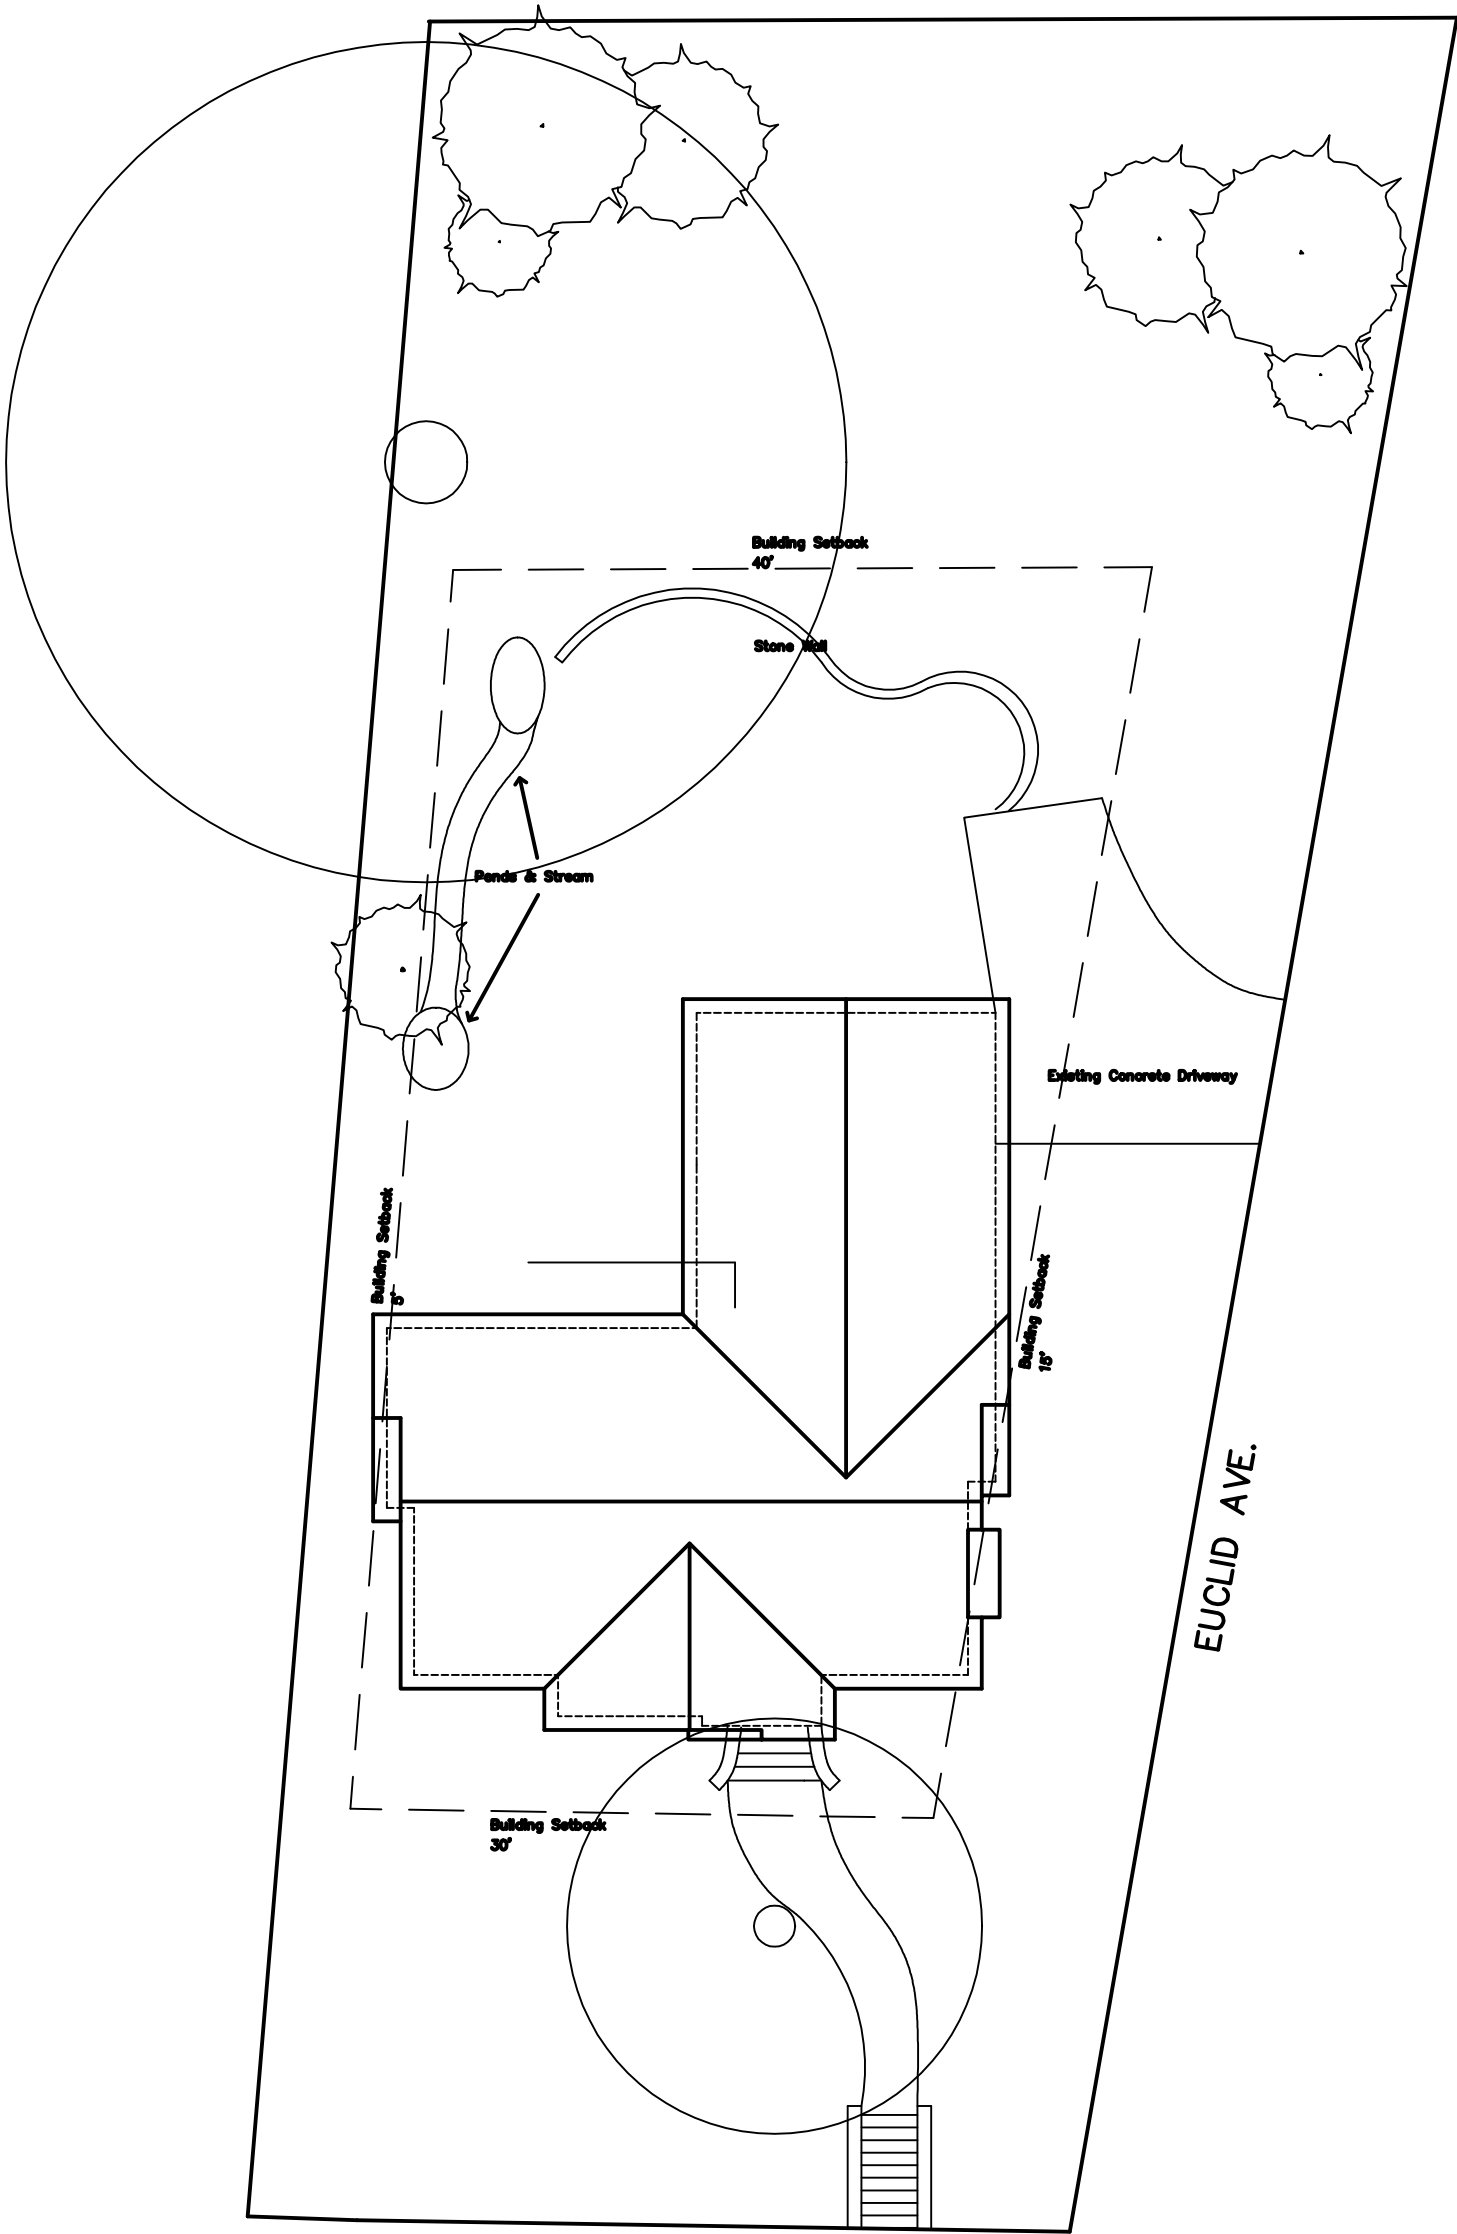 Building Setback
40'
Stone Wall
Ponds & Stream
Existing Concrete Driveway
Building Setback
5'
Building Setback
15'
EUCLID AVE.
Building Setback
30'